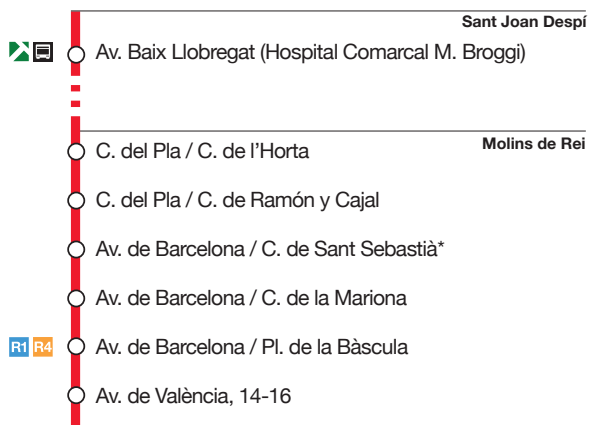 Sant Joan Despí
Av. Baix Llobregat (Hospital Comarcal M. Broggi)
Molins de Rei
C. del Pla / C. de l’Horta
C. del Pla / C. de Ramón y Cajal
Av. de Barcelona / C. de Sant Sebastià*
Av. de Barcelona / C. de la Mariona
R1 R4 Av. de Barcelona / Pl. de la Bàscula
Av. de València, 14-16